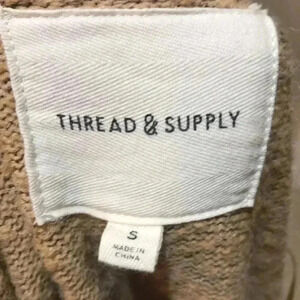 THREAD & SUPPLY
S
MADE IN
CHINA